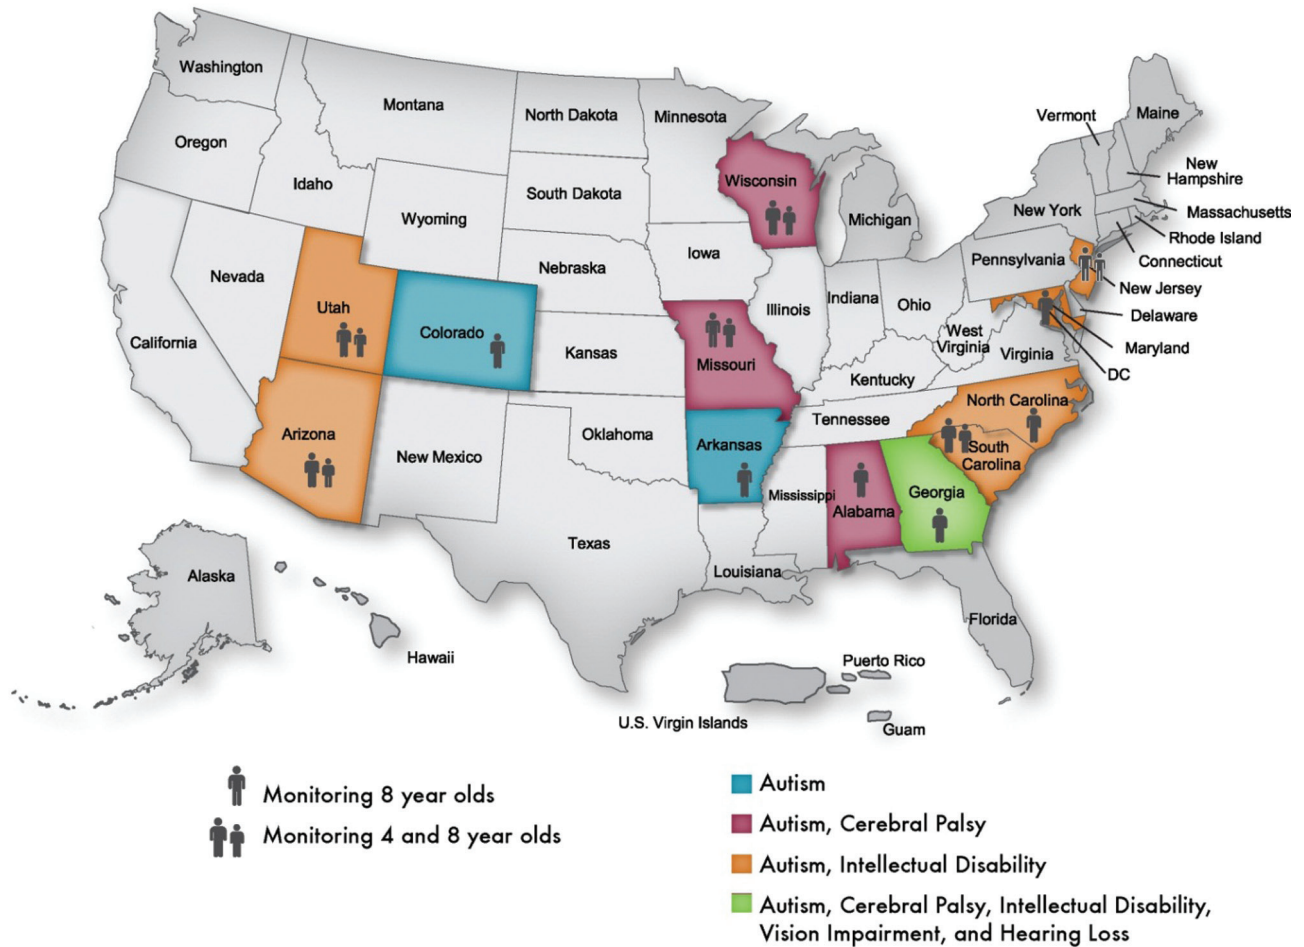 Washington
Montana
North Dakota
Minnesota
Vermont
Maine
Oregon
Idaho
Wisconsin
New
Hampshire
South Dakota
Wyoming
Michigan
New York
Massachusetts
Rhode Island
Connecticut
Nevada
Nebraska
Iowa
Pennsylvania
New Jersey
Utah
Colorado
Illinois
Indiana
Ohio
Delaware
California
Kansas
Missouri
West
Virginia
Virginia
Maryland
DC
Kentucky
Arizona
New Mexico
Oklahoma
Arkansas
Tennessee
North Carolina
South
Carolina
Mississippi
Alabama
Georgia
Texas
Louisiana
Florida
Alaska
Hawaii
Puerto Rico
U.S. Virgin Islands
Guam
Monitoring 8 year olds
Monitoring 4 and 8 year olds
Autism
Autism, Cerebral Palsy
Autism, Intellectual Disability
Autism, Cerebral Palsy, Intellectual Disability,
Vision Impairment, and Hearing Loss